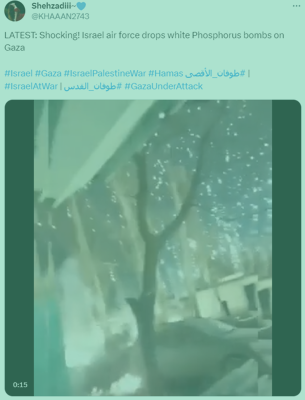 Shehzadiii~🩵
@KHAAAN2743
LATEST: Shocking! Israel air force drops white Phosphorus bombs on
Gaza
#Israel #Gaza #IsraelPalestineWar #Hamas #طوفان_الأقصى |
#IsraelAtWar | #طوفان_القدس #GazaUnderAttack
0:15